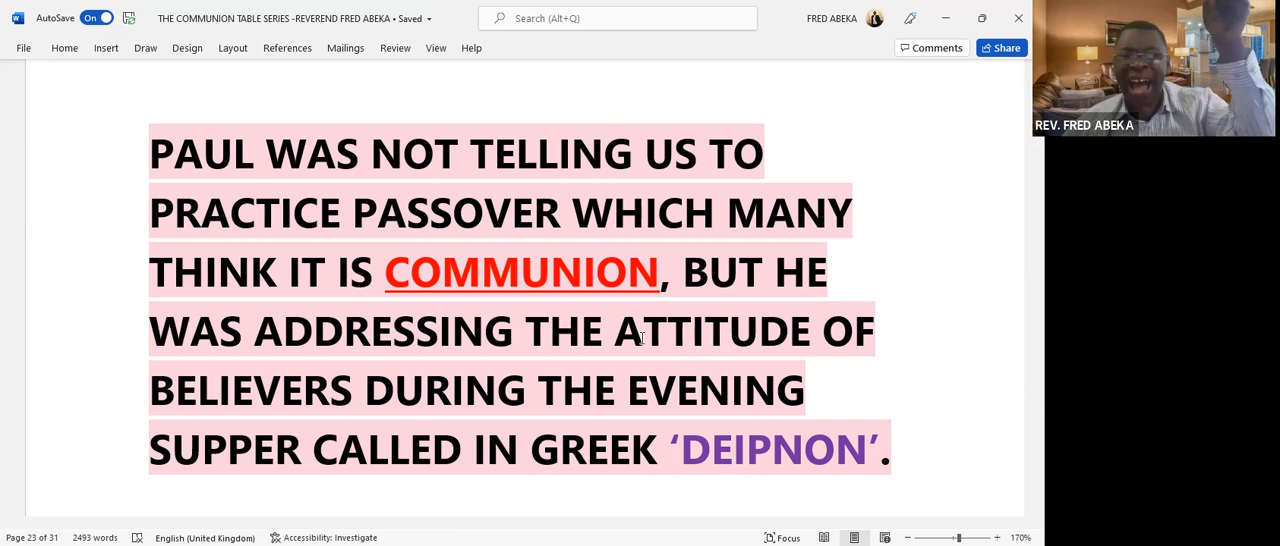 AutoSave On THE COMMUNION TABLE SERIES -REVEREND FRED ABEKA • Saved Search (Alt+Q) FRED ABEKA
File Home Insert Draw Design Layout References Mailings Review View Help Comments Share
REV. FRED ABEKA
PAUL WAS NOT TELLING US TO
PRACTICE PASSOVER WHICH MANY
THINK IT IS COMMUNION, BUT HE
WAS ADDRESSING THE ATTITUDE OF
BELIEVERS DURING THE EVENING
SUPPER CALLED IN GREEK ‘DEIPNON’.
Page 23 of 31 2493 words English (United Kingdom) Accessibility: Investigate Focus 170%